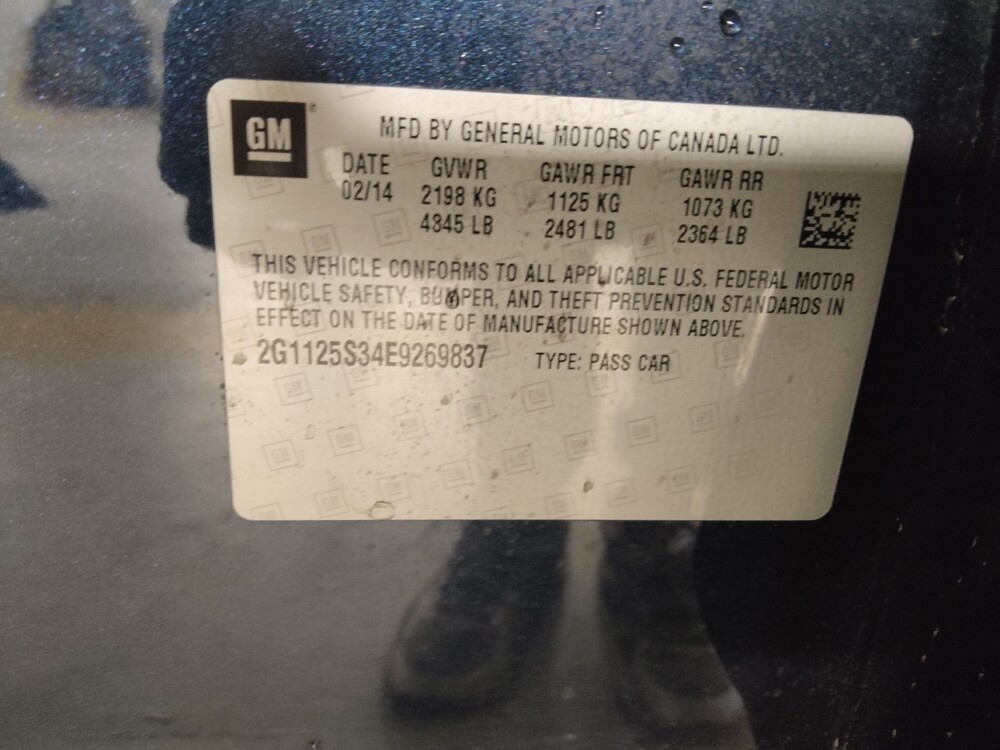 GM
MFD BY GENERAL MOTORS OF CANADA LTD.
DATE GVWR GAWR FRT GAWR RR
02/14 2198 KG 1125 KG 1073 KG
4345 LB 2481 LB 2364 LB
THIS VEHICLE CONFORMS TO ALL APPLICABLE U.S. FEDERAL MOTOR
VEHICLE SAFETY, BUMPER, AND THEFT PREVENTION STANDARDS IN
EFFECT ON THE DATE OF MANUFACTURE SHOWN ABOVE.
2G1125S34E9269837 TYPE: PASS CAR